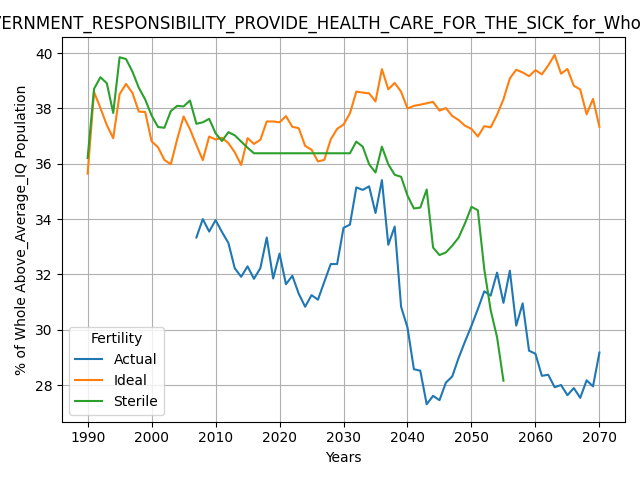 VERNMENT_RESPONSIBILITY_PROVIDE_HEALTH_CARE_FOR_THE_SICK_for_Who
% of Whole Above_Average_IQ Population
40
38
36
34
32
30
28
Fertility
Actual
Ideal
Sterile
1990 2000 2010 2020 2030 2040 2050 2060 2070
Years